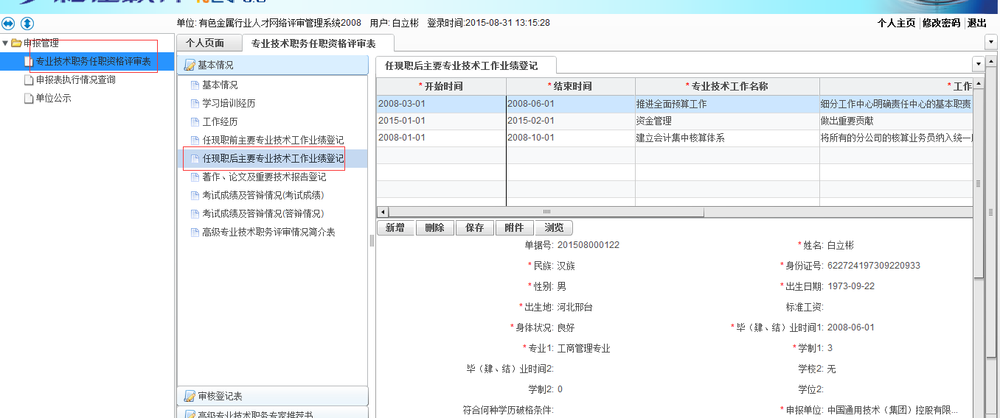 单位: 有色金属行业人才网络评审管理系统2008 用户: 白立彬 登录时间:2015-08-31 13:15:28
个人主页 修改密码 退出
申报管理
专业技术职务任职资格评审表
申报表执行情况查询
单位公示
个人页面 专业技术职务任职资格评审表
基本情况
基本情况
学习培训经历
工作经历
任现职前主要专业技术工作业绩登记
任现职后主要专业技术工作业绩登记
著作、论文及重要技术报告登记
考试成绩及答辩情况(考试成绩)
考试成绩及答辩情况(答辩情况)
高级专业技术职务评审情况简介表
审核登记表
高级专业技术职务专家推荐书
任现职后主要专业技术工作业绩登记
*开始时间 *结束时间 *专业技术工作名称 *工作
2008-03-01 2008-06-01 推进全面预算工作 细分工作中心明确责任中心的基本职责
2015-01-01 2015-02-01 资金管理 做出重要贡献
2008-01-01 2008-10-01 建立会计集中核算体系 将所有的分公司的核算业务员纳入统一
新增 删除 保存 附件 浏览
单据号: 201508000122 *姓名: 白立彬
*民族: 汉族 *身份证号: 622724197309220933
*性别: 男 *出生日期: 1973-09-22
*出生地: 河北邢台 标准工资:
*身体状况: 良好 *毕（肄、结）业时间1: 2008-06-01
*专业1: 工商管理专业 *学制1: 3
毕（肄、结）业时间2: 学校2: 无
学制2: 0 学位2:
符合何种学历破格条件: *申报单位: 中国通用技术（集团）控股有限...